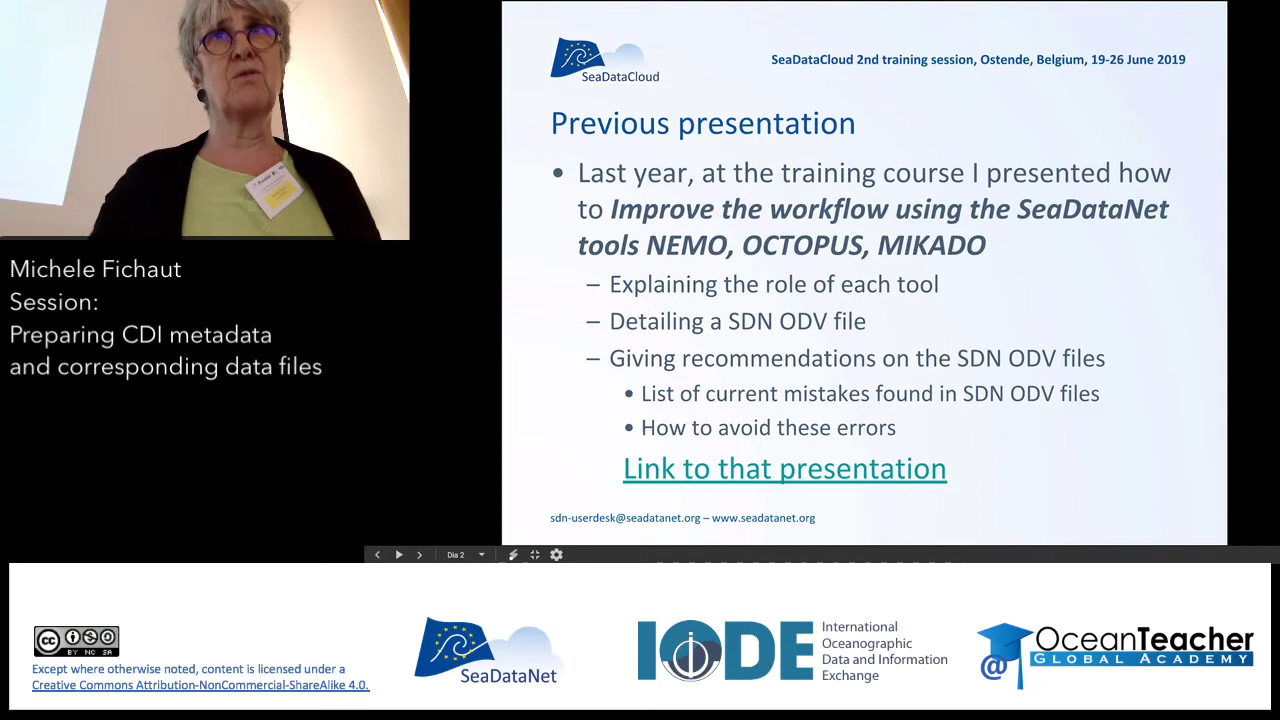 SeaDataCloud
SeaDataCloud 2nd training session, Ostende, Belgium, 19-26 June 2019
Previous presentation
• Last year, at the training course I presented how
to Improve the workflow using the SeaDataNet
tools NEMO, OCTOPUS, MIKADO
– Explaining the role of each tool
– Detailing a SDN ODV file
– Giving recommendations on the SDN ODV files
• List of current mistakes found in SDN ODV files
• How to avoid these errors
Link to that presentation
sdn-userdesk@seadatanet.org – www.seadatanet.org
Michele Fichaut
Session:
Preparing CDI metadata
and corresponding data files
Dia 2
cc
BY NC SA
Except where otherwise noted, content is licensed under a
Creative Commons Attribution-NonCommercial-ShareAlike 4.0.
SeaDataNet
IODE
International
Oceanographic
Data and Information
Exchange
@
OceanTeacher
GLOBAL ACADEMY